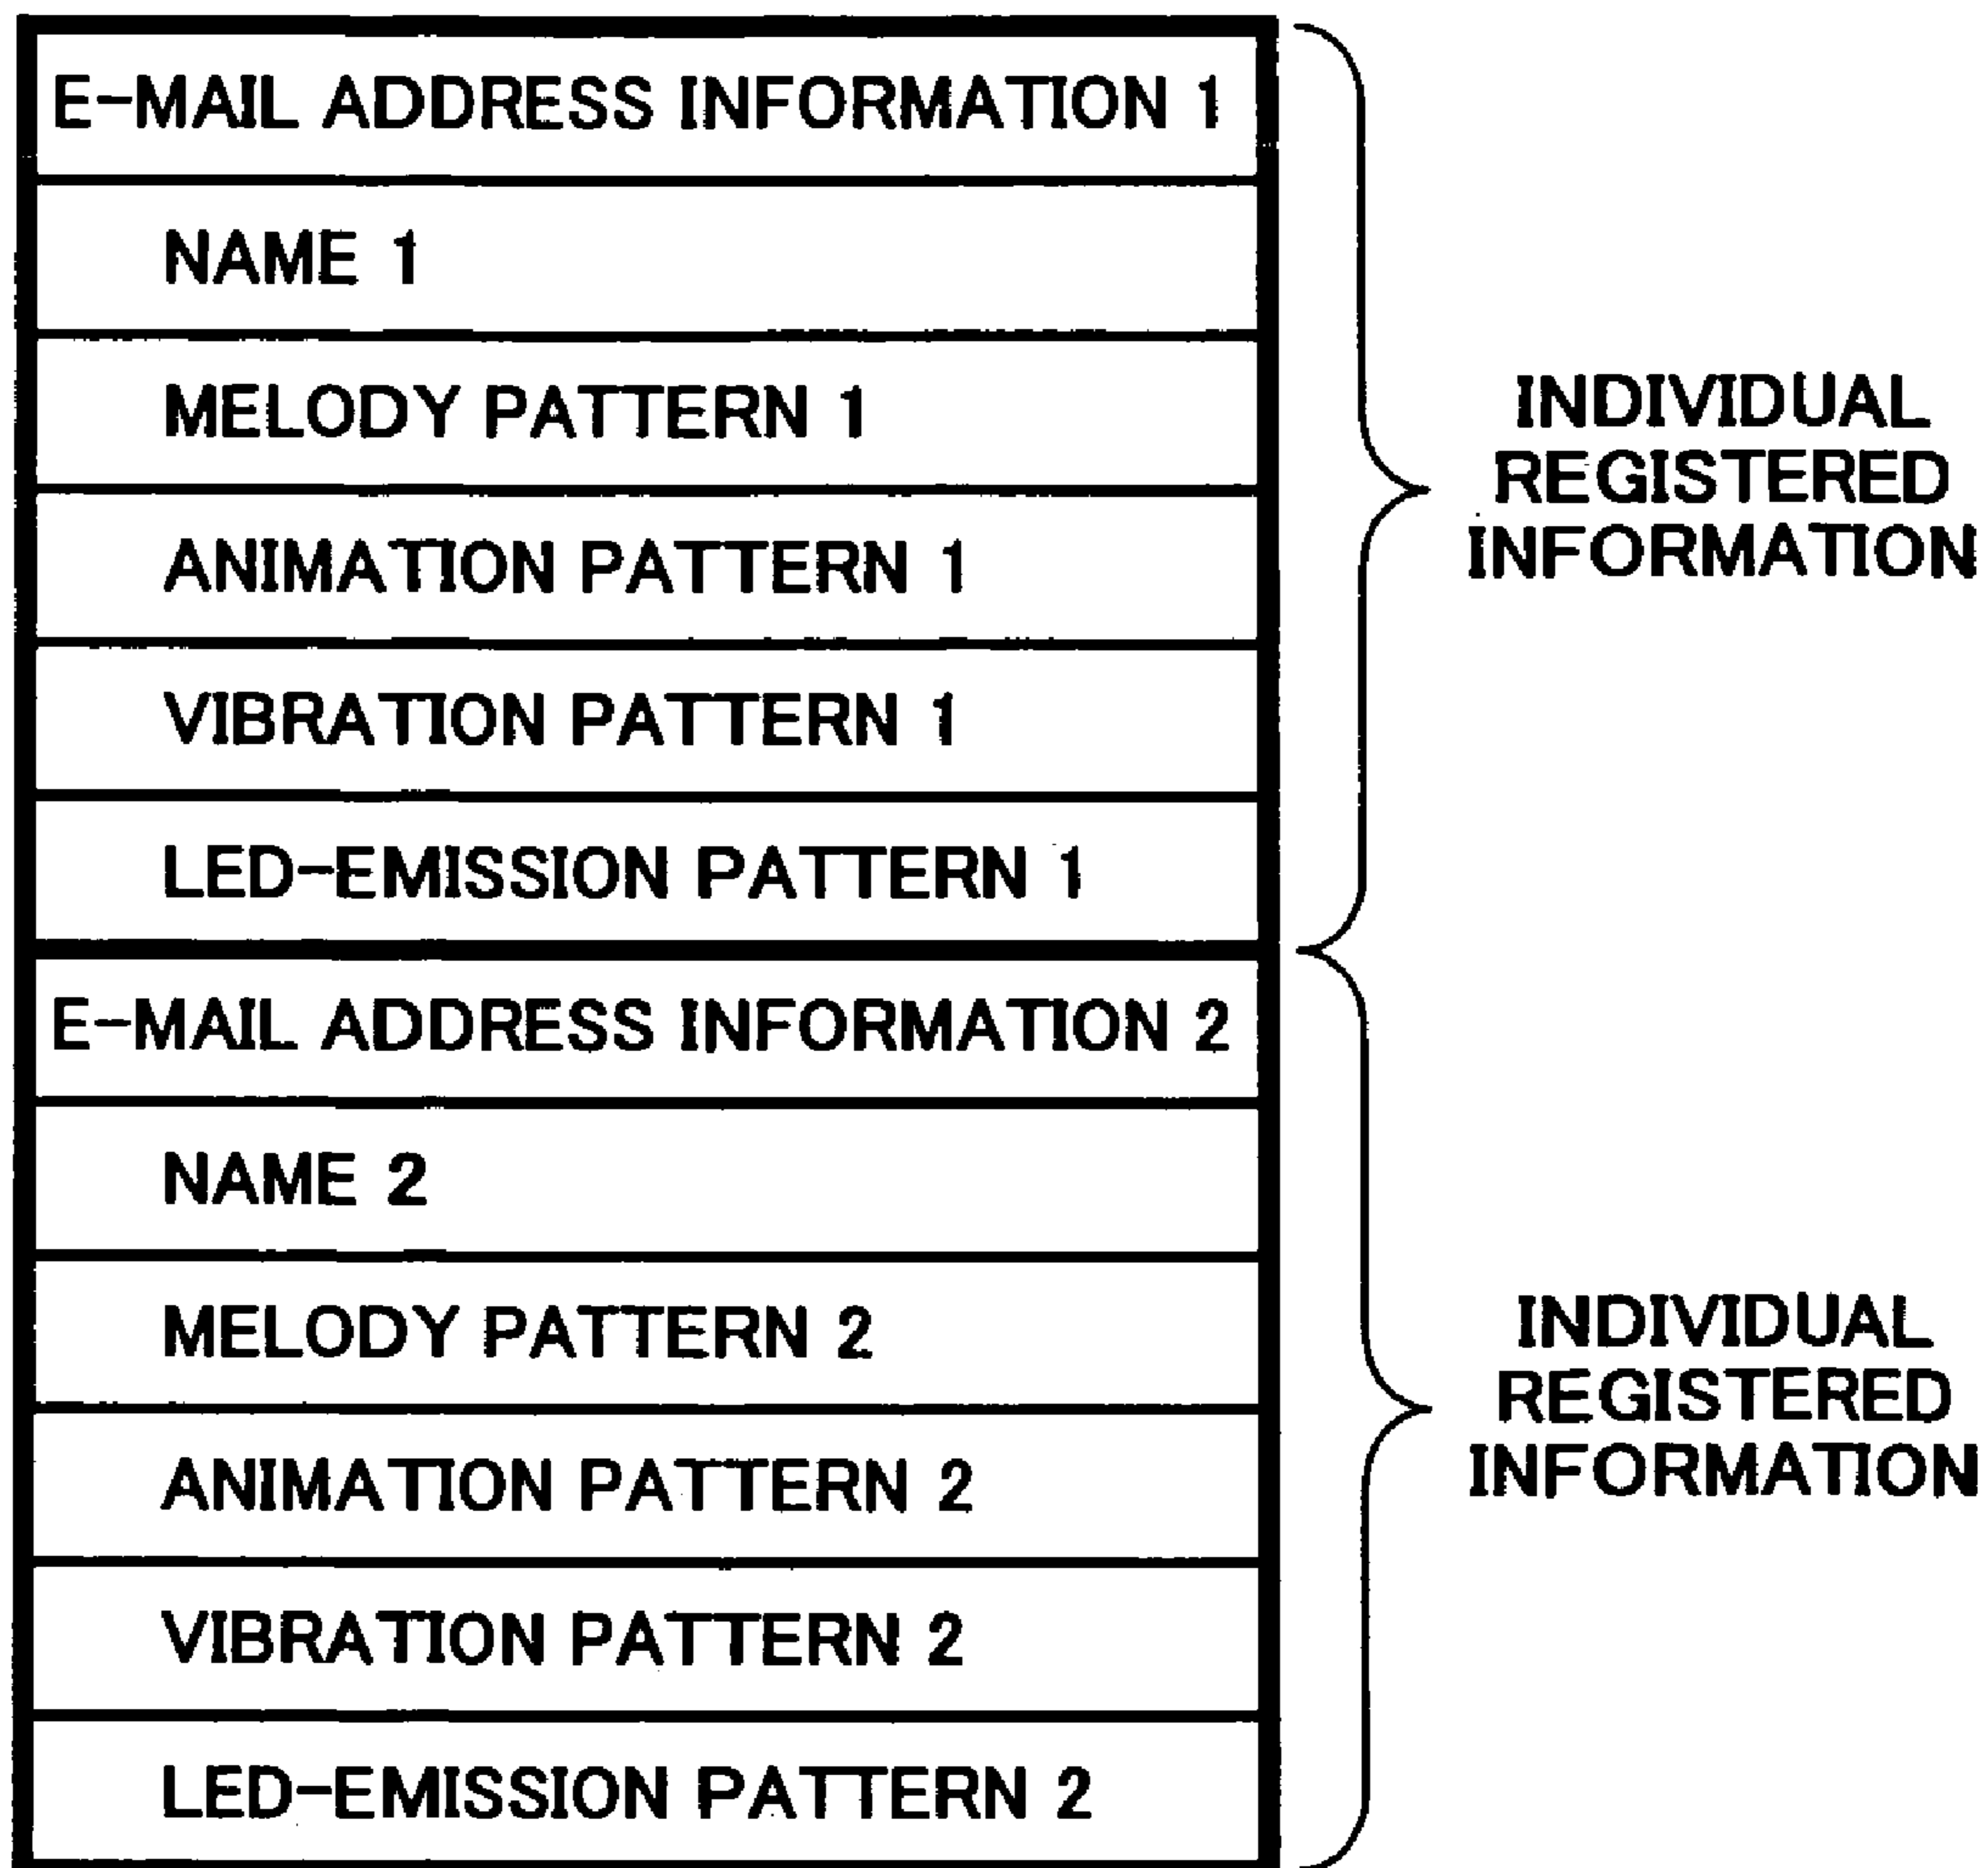 E-MAIL ADDRESS INFORMATION 1
NAME 1
MELODY PATTERN 1
ANIMATION PATTERN 1
VIBRATION PATTERN 1
LED-EMISSION PATTERN 1
INDIVIDUAL
REGISTERED
INFORMATION
E-MAIL ADDRESS INFORMATION 2
NAME 2
MELODY PATTERN 2
ANIMATION PATTERN 2
VIBRATION PATTERN 2
LED-EMISSION PATTERN 2
INDIVIDUAL
REGISTERED
INFORMATION